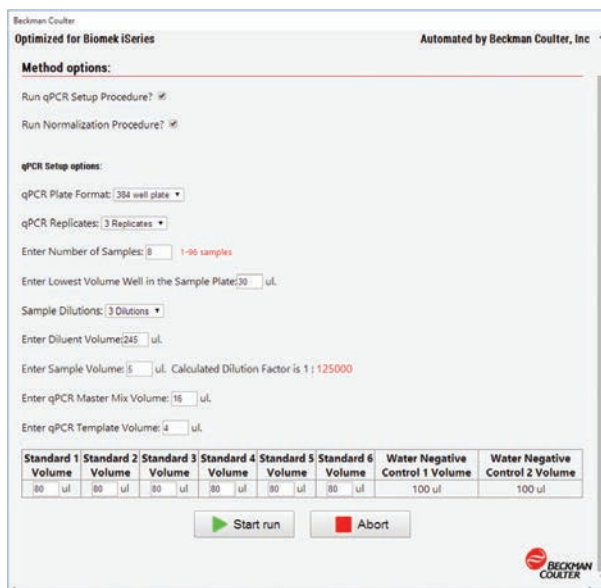 Beckman Coulter
Optimized for Biomek iSeries Automated by Beckman Coulter, Inc
Method options:
Run qPCR Setup Procedure?
Run Normalization Procedure?
qPCR Setup options:
qPCR Plate Format: 384 well plate
qPCR Replicates: 3 Replicates
Enter Number of Samples: 8 1-96 samples
Enter Lowest Volume Well in the Sample Plate: 30 ul.
Sample Dilutions: 3 Dilutions
Enter Diluent Volume: 245 ul.
Enter Sample Volume: 5 ul. Calculated Dilution Factor is 1 : 125000
Enter qPCR Master Mix Volume: 16 ul.
Enter qPCR Template Volume: 4 ul.
Standard 1 Standard 2 Standard 3 Standard 4 Standard 5 Standard 6 Water Negative Water Negative
Volume Volume Volume Volume Volume Volume Control 1 Volume Control 2 Volume
80 ul 80 ul 80 ul 80 ul 80 ul 80 ul 100 ul 100 ul
Start run Abort
BECKMAN
COULTER